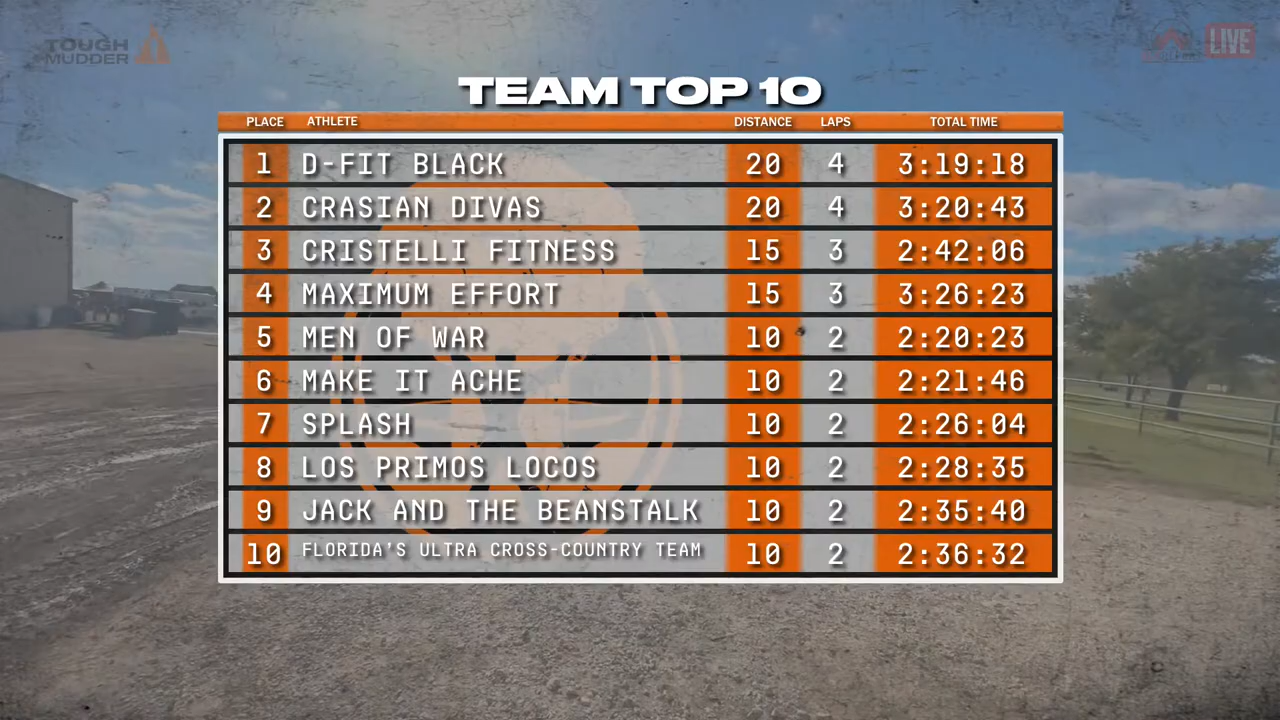 TOUGH
MUDDER
LIVE
TEAM TOP 10
PLACE ATHLETE DISTANCE LAPS TOTAL TIME
1 D-FIT BLACK 20 4 3:19:18
2 CRASIAN DIVAS 20 4 3:20:43
3 CRISTELLI FITNESS 15 3 2:42:06
4 MAXIMUM EFFORT 15 3 3:26:23
5 MEN OF WAR 10 2 2:20:23
6 MAKE IT ACHE 10 2 2:21:46
7 SPLASH 10 2 2:26:04
8 LOS PRIMOS LOCOS 10 2 2:28:35
9 JACK AND THE BEANSTALK 10 2 2:35:40
10 FLORIDA'S ULTRA CROSS-COUNTRY TEAM 10 2 2:36:32